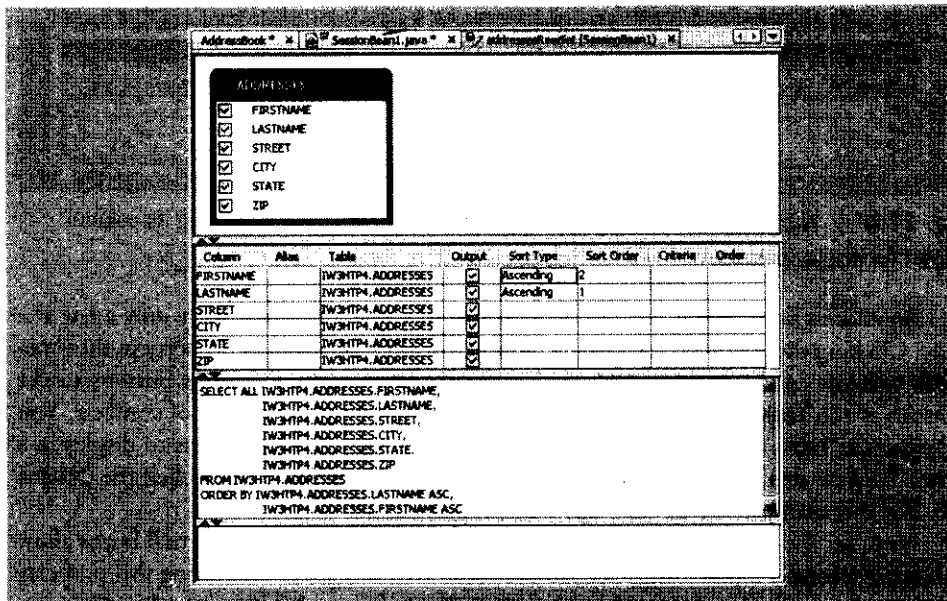 AddressBook * x SessionBean1.java * x addressesRowSet (SessionBean1) x
ADDRESSES
FIRSTNAME
LASTNAME
STREET
CITY
STATE
ZIP
Column Alias Table Output Sort Type Sort Order Criteria Order
FIRSTNAME IW3HTP4.ADDRESSES Ascending 2
LASTNAME IW3HTP4.ADDRESSES Ascending 1
STREET IW3HTP4.ADDRESSES
CITY IW3HTP4.ADDRESSES
STATE IW3HTP4.ADDRESSES
ZIP IW3HTP4.ADDRESSES
SELECT ALL IW3HTP4.ADDRESSES.FIRSTNAME,
IW3HTP4.ADDRESSES.LASTNAME,
IW3HTP4.ADDRESSES.STREET,
IW3HTP4.ADDRESSES.CITY,
IW3HTP4.ADDRESSES.STATE,
IW3HTP4.ADDRESSES.ZIP
FROM IW3HTP4.ADDRESSES
ORDER BY IW3HTP4.ADDRESSES.LASTNAME ASC,
IW3HTP4.ADDRESSES.FIRSTNAME ASC